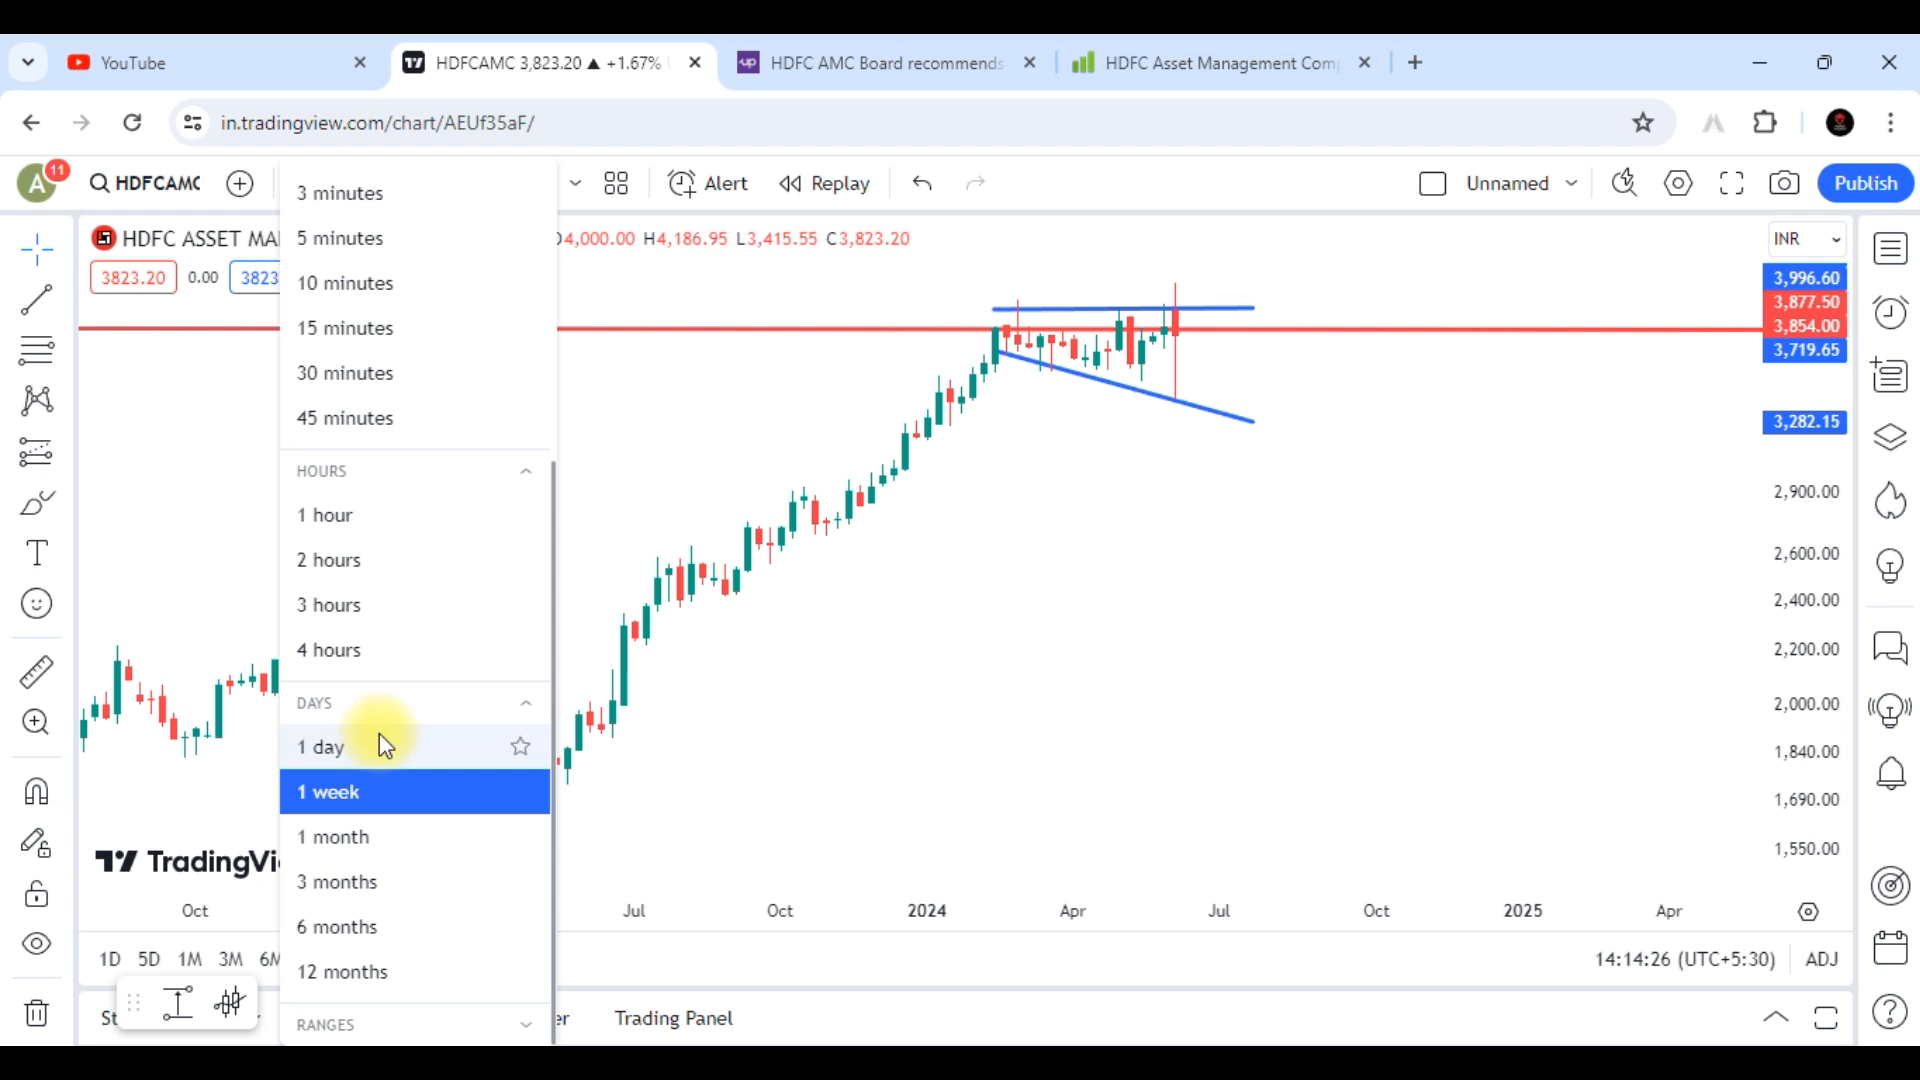 YouTube
HDFCAMC 3,823.20 ▲ +1.67%
HDFC AMC Board recommends
HDFC Asset Management Com
in.tradingview.com/chart/AEUf35aF/
A
11
HDFCAMC
Alert
Replay
Unnamed
Publish
HDFC ASSET MA
4,000.00 H4,186.95 L3,415.55 C3,823.20
INR
3823.20
0.00
3823
3 minutes
5 minutes
10 minutes
15 minutes
30 minutes
45 minutes
HOURS
1 hour
2 hours
3 hours
4 hours
DAYS
1 day
1 week
1 month
3 months
6 months
12 months
RANGES
3,996.60
3,877.50
3,854.00
3,719.65
3,282.15
2,900.00
2,600.00
2,400.00
2,200.00
2,000.00
1,840.00
1,690.00
1,550.00
TradingVi
Oct
Jul
Oct
2024
Apr
Jul
Oct
2025
Apr
1D 5D 1M 3M 6M
14:14:26 (UTC+5:30)
ADJ
St
er
Trading Panel